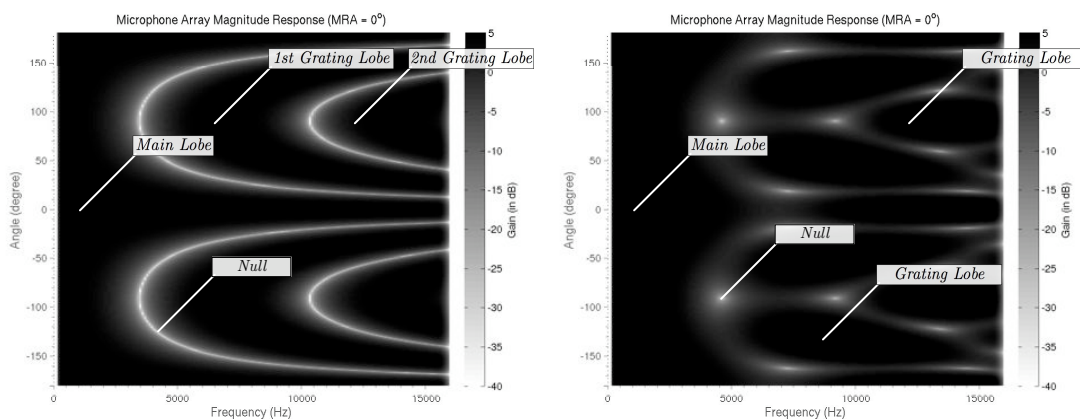 Microphone Array Magnitude Response (MRA = 0°)
1st Grating Lobe
2nd Grating Lobe
Main Lobe
Null
Angle (degree)
150
100
50
0
-50
-100
-150
0
5000
10000
15000
Frequency (Hz)
5
0
-5
-10
-15
-20
-25
-30
-35
-40
Gain (in dB)
Microphone Array Magnitude Response (MRA = 0°)
Grating Lobe
Main Lobe
Null
Grating Lobe
Angle (degree)
150
100
50
0
-50
-100
-150
0
5000
10000
15000
Frequency (Hz)
5
0
-5
-10
-15
-20
-25
-30
-35
-40
Gain (in dB)